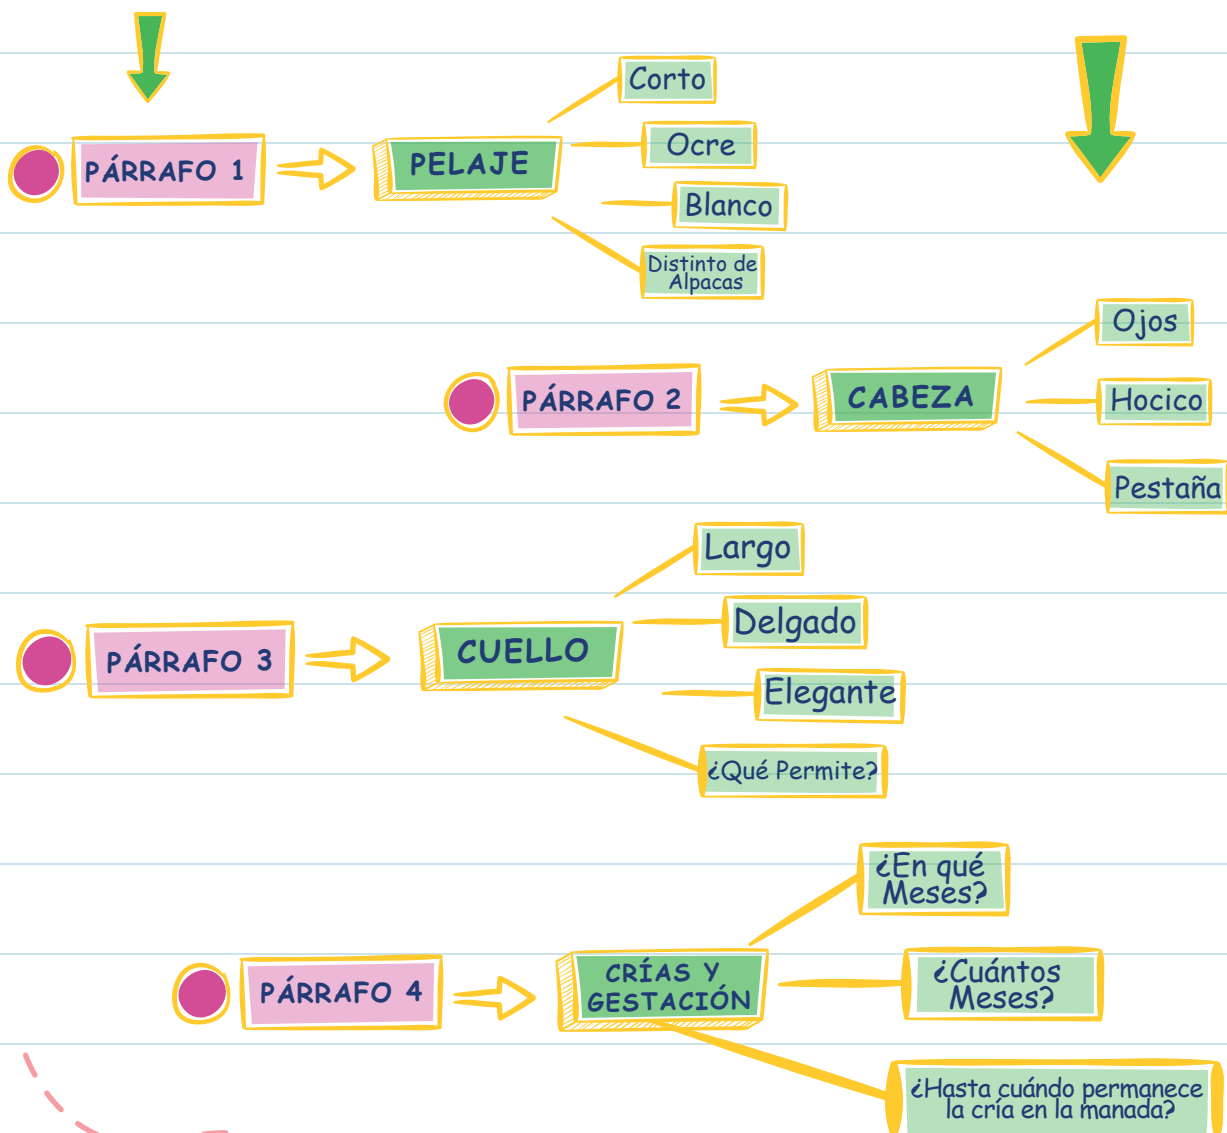 PÁRRAFO 1
PELAJE
Corto
Ocre
Blanco
Distinto de
Alpacas
PÁRRAFO 2
CABEZA
Ojos
Hocico
Pestaña
PÁRRAFO 3
CUELLO
Largo
Delgado
Elegante
¿Qué Permite?
PÁRRAFO 4
CRÍAS Y
GESTACIÓN
¿En qué
Meses?
¿Cuántos
Meses?
¿Hasta cuándo permanece
la cría en la manada?